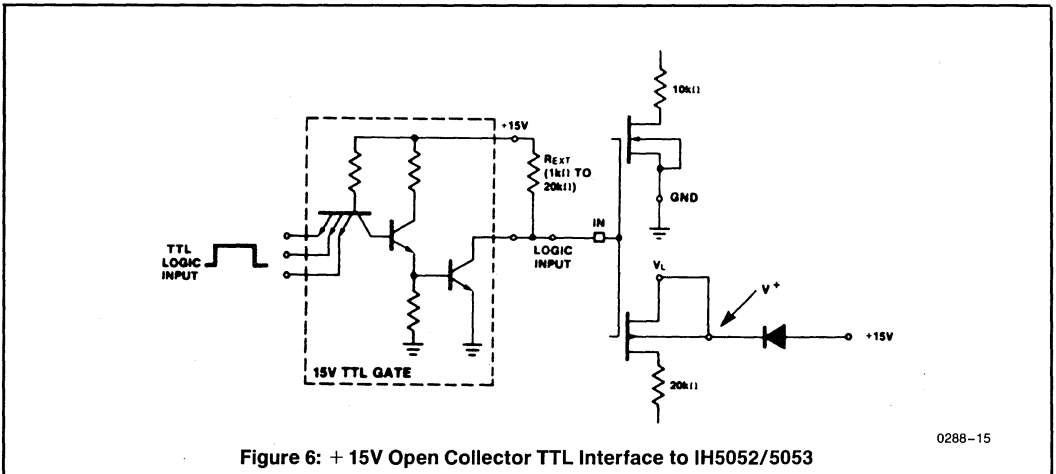 10kΩ
+15V
REXT
(1kΩ TO
20kΩ)
GND
IN
TTL
LOGIC
INPUT
LOGIC
INPUT
VL
V+
+15V
15V TTL GATE
20kΩ
0288-15
Figure 6: +15V Open Collector TTL Interface to IH5052/5053